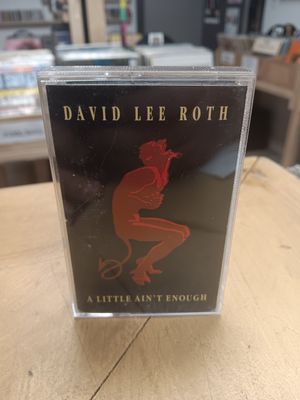 DAVID LEE ROTH
A LITTLE AIN'T ENOUGH